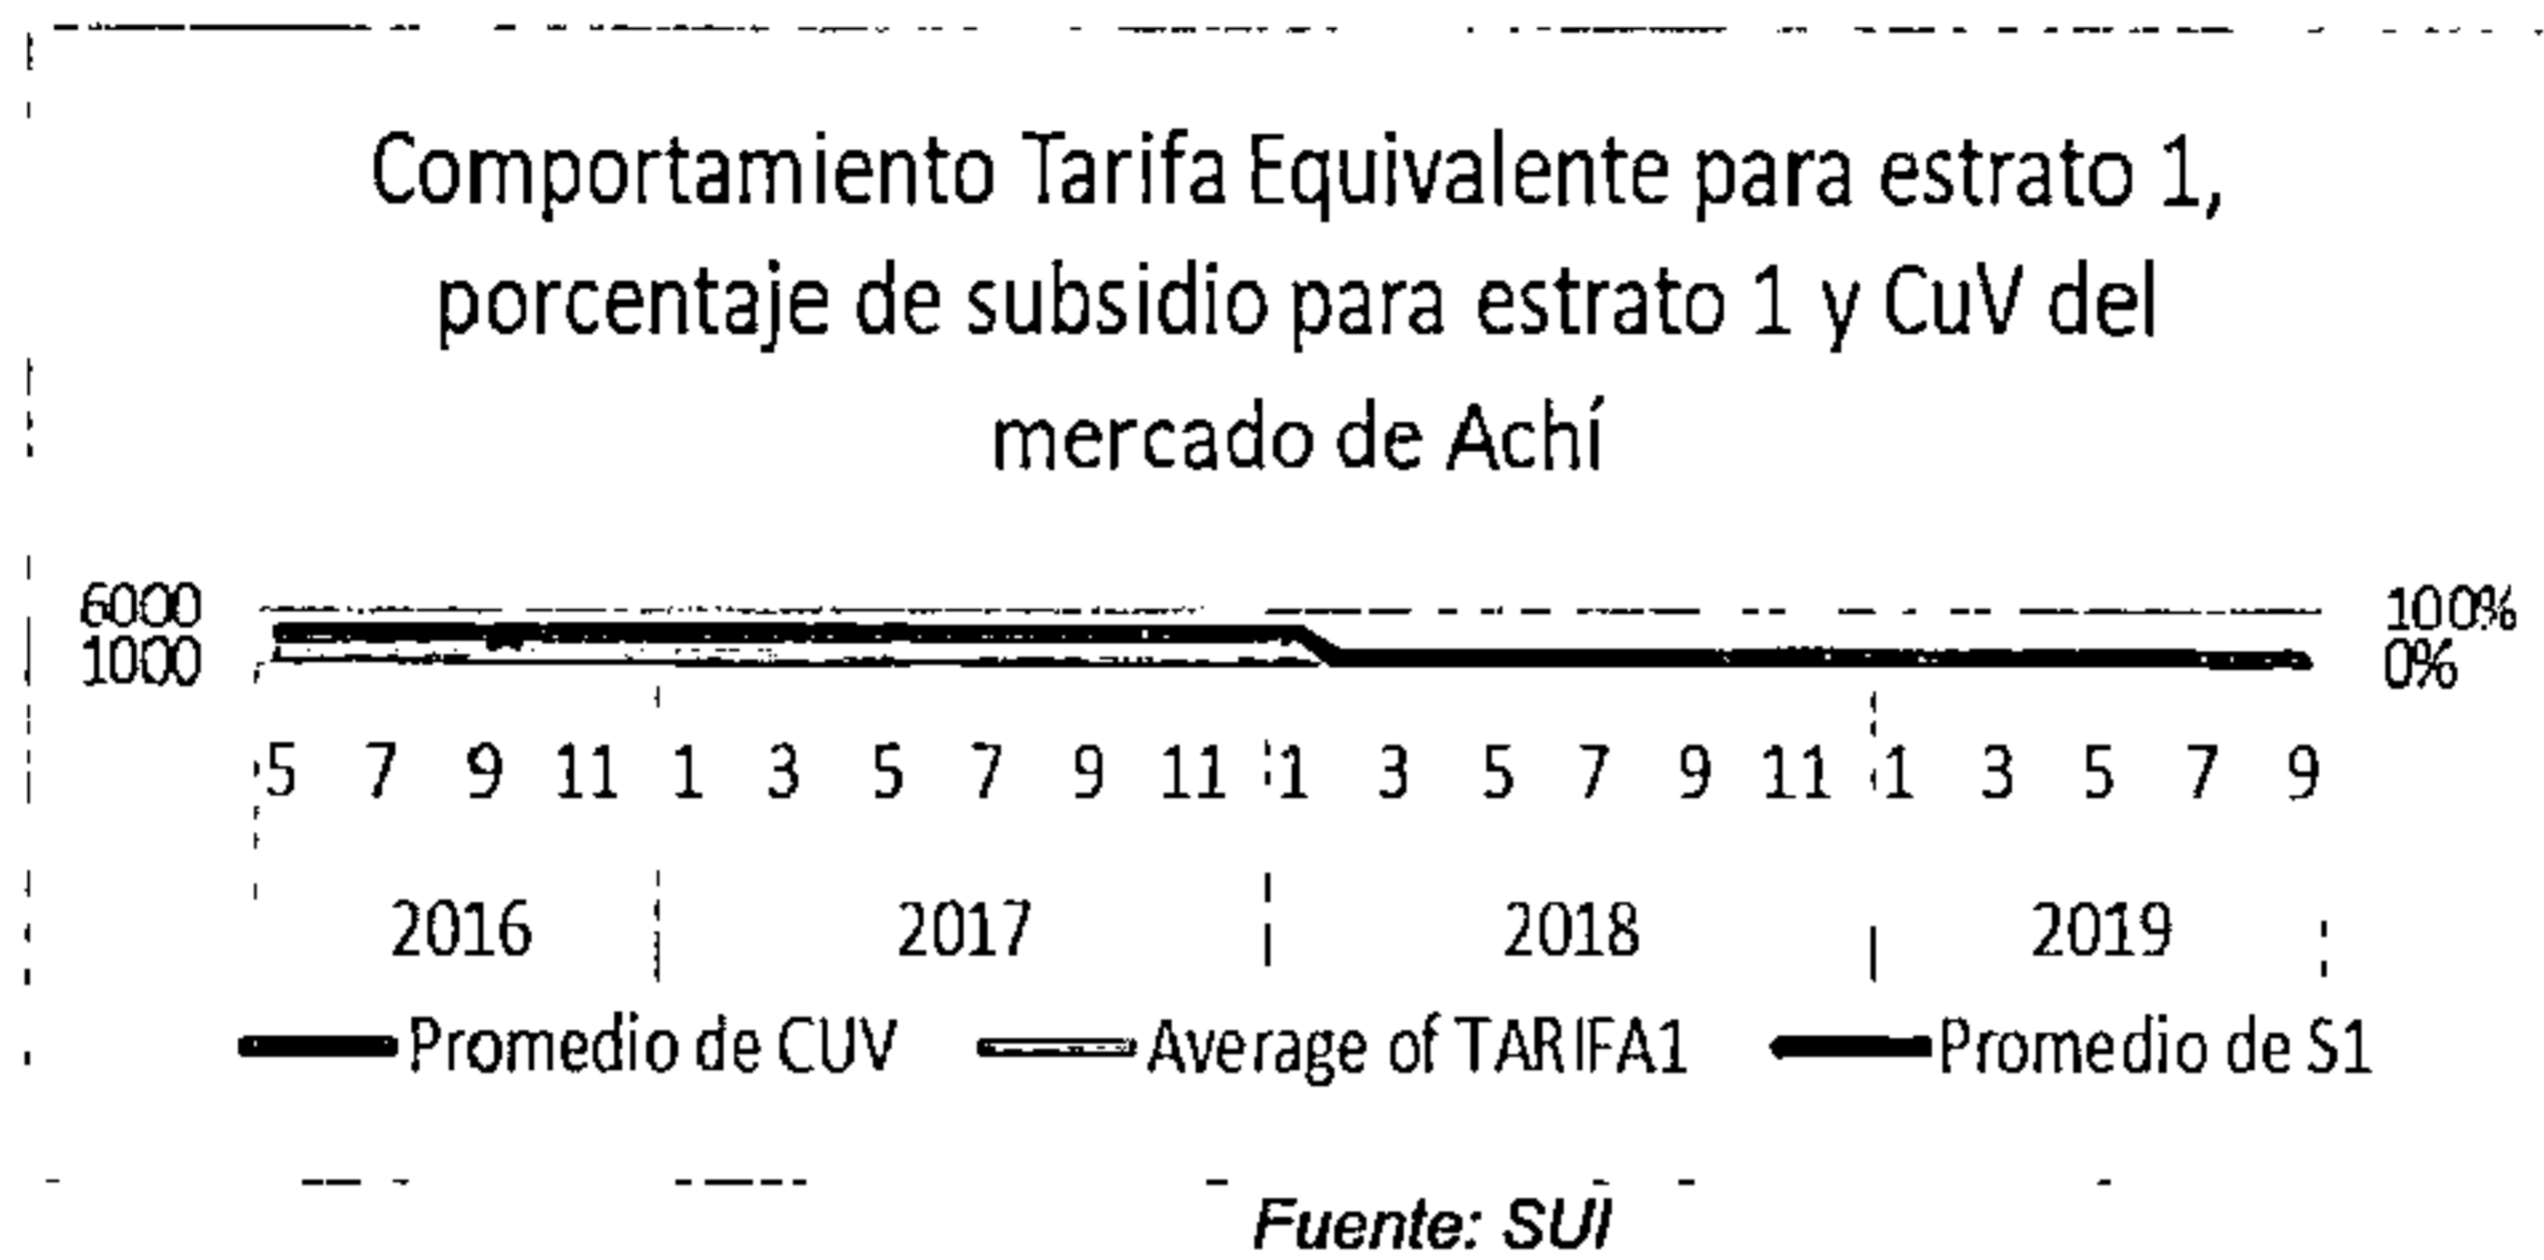 Comportamiento Tarifa Equivalente para estrato 1,
porcentaje de subsidio para estrato 1 y CuV del
mercado de Achí
6000 100%
1000 0%
5 7 9 11 1 3 5 7 9 11 1 3 5 7 9 11 1 3 5 7 9
2016 2017 2018 2019
Promedio de CUV Average of TARIFA1 Promedio de S1
Fuente: SUI